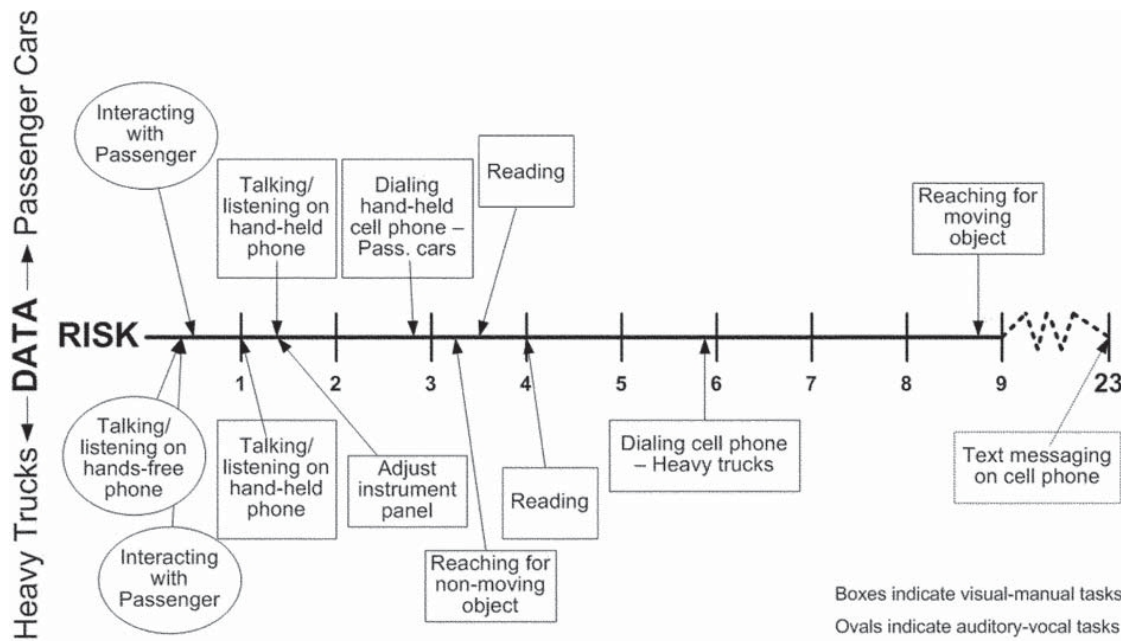 Heavy Trucks ← DATA → Passenger Cars
Interacting
with
Passenger
Talking/
listening on
hand-held
phone
Dialing
hand-held
cell phone –
Pass. cars
Reading
Reaching for
moving
object
RISK
1
2
3
4
5
6
7
8
9
23
Talking/
listening on
hands-free
phone
Interacting
with
Passenger
Talking/
listening on
hand-held
phone
Adjust
instrument
panel
Reaching for
non-moving
object
Reading
Dialing cell phone
– Heavy trucks
Text messaging
on cell phone
Boxes indicate visual-manual tasks
Ovals indicate auditory-vocal tasks